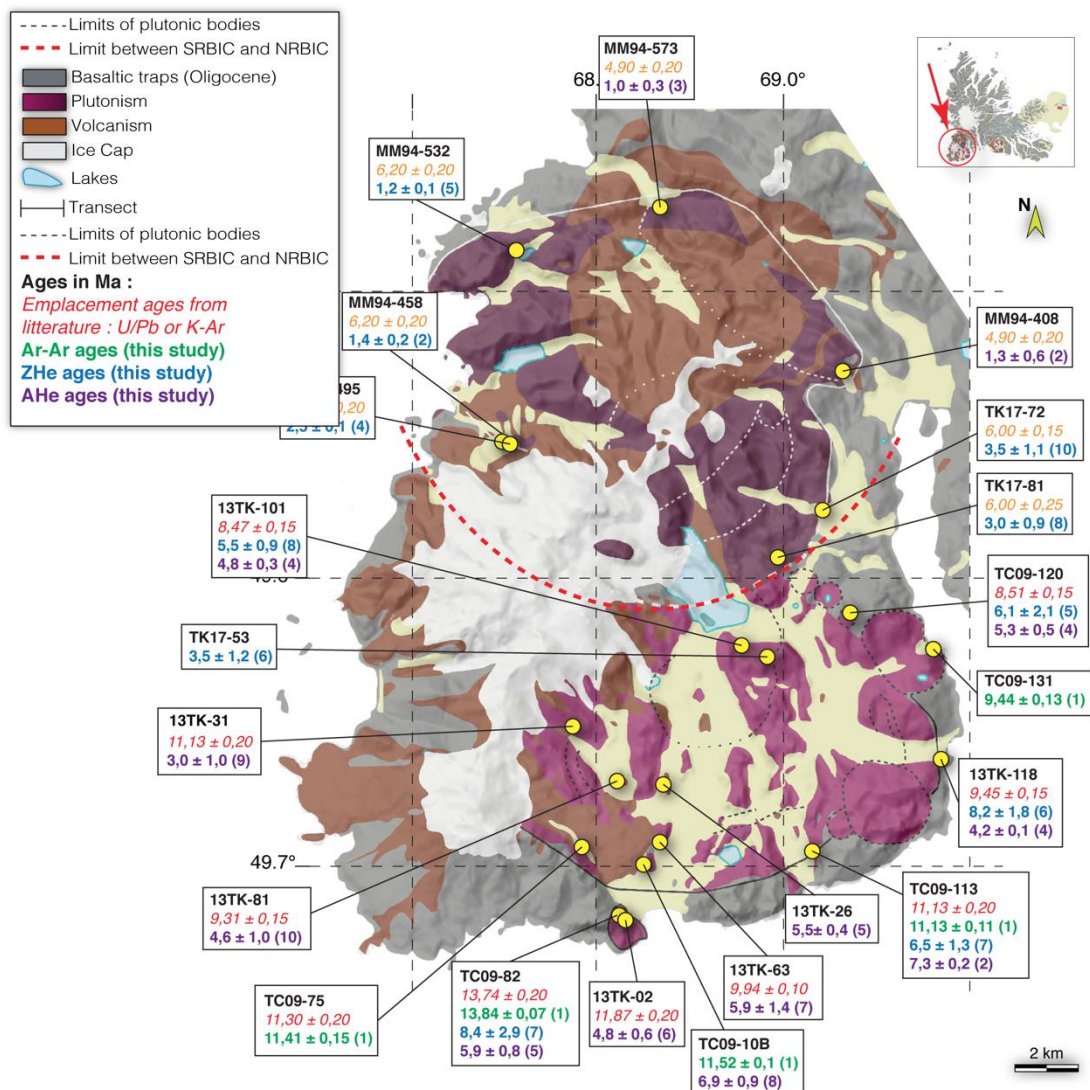 Limits of plutonic bodies
Limit between SRBIC and NRBIC
Basaltic traps (Oligocene)
Plutonism
Volcanism
Ice Cap
Lakes
Transect
Limits of plutonic bodies
Limit between SRBIC and NRBIC
Ages in Ma :
Emplacement ages from
litterature : U/Pb or K-Ar
Ar-Ar ages (this study)
ZHe ages (this study)
AHe ages (this study)
MM94-573
4,90 ± 0,20
1,0 ± 0,3 (3)
68.
69.0°
N
MM94-532
6,20 ± 0,20
1,2 ± 0,1 (5)
MM94-458
6,20 ± 0,20
1,4 ± 0,2 (2)
495
0,20
(4)
MM94-408
4,90 ± 0,20
1,3 ± 0,6 (2)
TK17-72
6,00 ± 0,15
3,5 ± 1,1 (10)
TK17-81
6,00 ± 0,25
3,0 ± 0,9 (8)
13TK-101
8,47 ± 0,15
5,5 ± 0,9 (8)
4,8 ± 0,3 (4)
TC09-120
8,51 ± 0,15
6,1 ± 2,1 (5)
5,3 ± 0,5 (4)
TK17-53
3,5 ± 1,2 (6)
TC09-131
9,44 ± 0,13 (1)
13TK-31
11,13 ± 0,20
3,0 ± 1,0 (9)
13TK-118
9,45 ± 0,15
8,2 ± 1,8 (6)
4,2 ± 0,1 (4)
49.7°
13TK-81
9,31 ± 0,15
4,6 ± 1,0 (10)
13TK-26
5,5± 0,4 (5)
TC09-113
11,13 ± 0,20
11,13 ± 0,11 (1)
6,5 ± 1,3 (7)
7,3 ± 0,2 (2)
TC09-75
11,30 ± 0,20
11,41 ± 0,15 (1)
TC09-82
13,74 ± 0,20
13,84 ± 0,07 (1)
8,4 ± 2,9 (7)
5,9 ± 0,8 (5)
13TK-02
11,87 ± 0,20
4,8 ± 0,6 (6)
13TK-63
9,94 ± 0,10
5,9 ± 1,4 (7)
TC09-10B
11,52 ± 0,1 (1)
6,9 ± 0,9 (8)
2 km